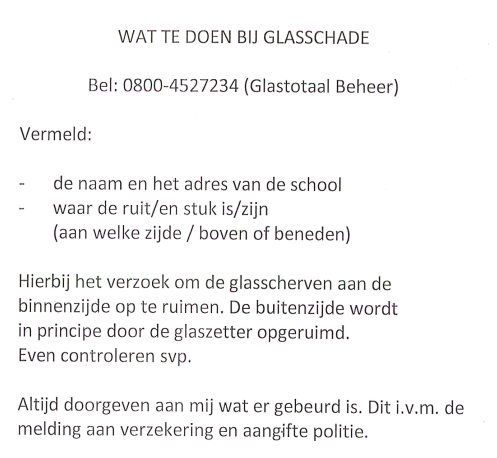 WAT TE DOEN BIJ GLASSCHADE
Bel: 0800-4527234 (Glastotaal Beheer)
Vermeld:
- de naam en het adres van de school
- waar de ruit/en stuk is/zijn
(aan welke zijde / boven of beneden)
Hierbij het verzoek om de glasscherven aan de
binnenzijde op te ruimen. De buitenzijde wordt
in principe door de glaszetter opgeruimd.
Even controleren svp.
Altijd doorgeven aan mij wat er gebeurd is. Dit i.v.m. de
melding aan verzekering en aangifte politie.